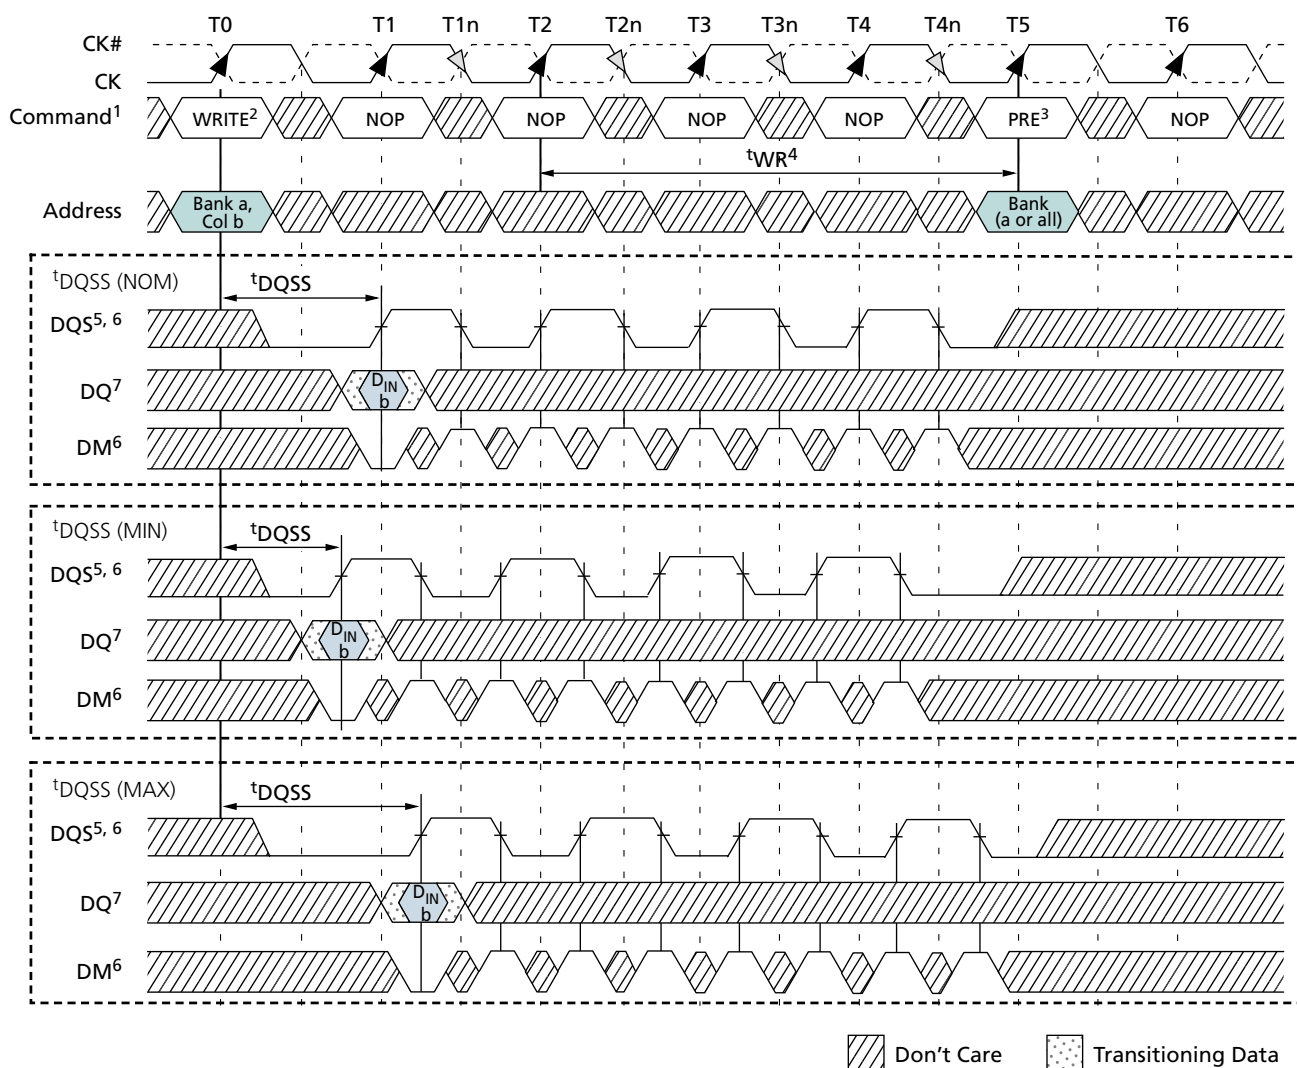 T0 T1 T1n T2 T2n T3 T3n T4 T4n T5 T6
CK#
CK
Command1 WRITE2 NOP NOP NOP NOP PRE3 NOP
tWR4
Address Bank a, Col b Bank (a or all)
tDQSS (NOM) tDQSS
DQS5, 6
DQ7 DIN b
DM6
tDQSS (MIN) tDQSS
DQS5, 6
DQ7 DIN b
DM6
tDQSS (MAX) tDQSS
DQS5, 6
DQ7 DIN b
DM6
Don't Care Transitioning Data